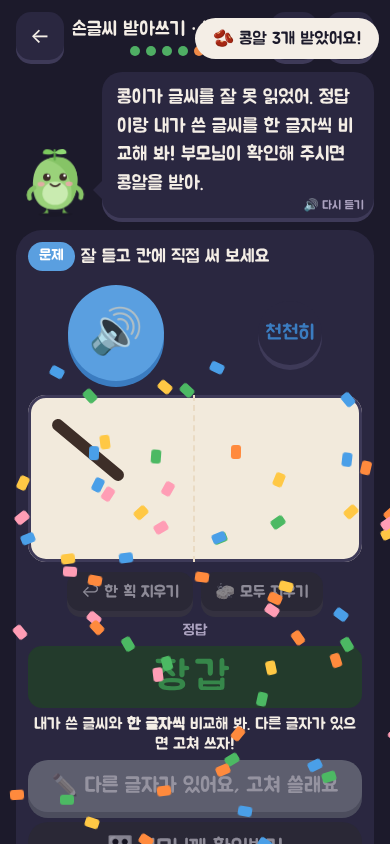 손글씨 받아쓰기 ·
콩알 3개 받았어요!
콩이가 글씨를 잘 못 읽었어. 정답
이랑 내가 쓴 글씨를 한 글자씩 비
교해 봐! 부모님이 확인해 주시면
콩알을 받아.
다시 듣기
문제 잘 듣고 칸에 직접 써 보세요
천천히
한 획 지우기 모두 지우기
정답
장갑
내가 쓴 글씨와 한 글자씩 비교해 봐. 다른 글자가 있으
면 고쳐 쓰자!
다른 글자가 있어요, 고쳐 쓸래요